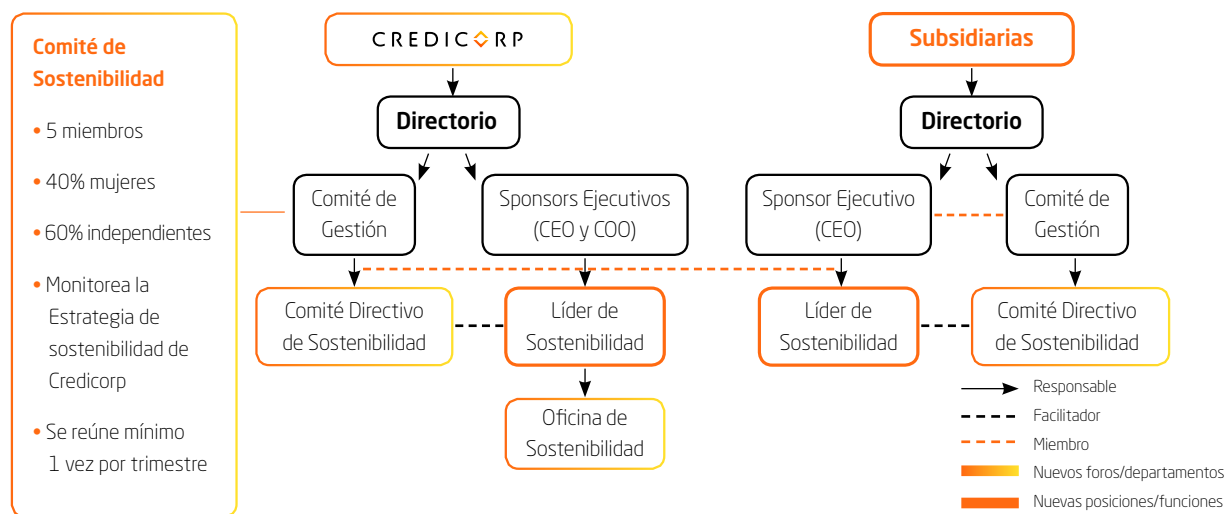 Comité de
Sostenibilidad
• 5 miembros
• 40% mujeres
• 60% independientes
• Monitorea la
Estrategia de
sostenibilidad de
Credicorp
• Se reúne mínimo
1 vez por trimestre
CREDICORP
Directorio
Comité de
Gestión
Sponsors Ejecutivos
(CEO y COO)
Comité Directivo
de Sostenibilidad
Líder de
Sostenibilidad
Oficina de
Sostenibilidad
Subsidiarias
Directorio
Sponsor Ejecutivo
(CEO)
Comité de
Gestión
Líder de
Sostenibilidad
Comité Directivo
de Sostenibilidad
Responsable
Facilitador
Miembro
Nuevos foros/departamentos
Nuevas posiciones/funciones